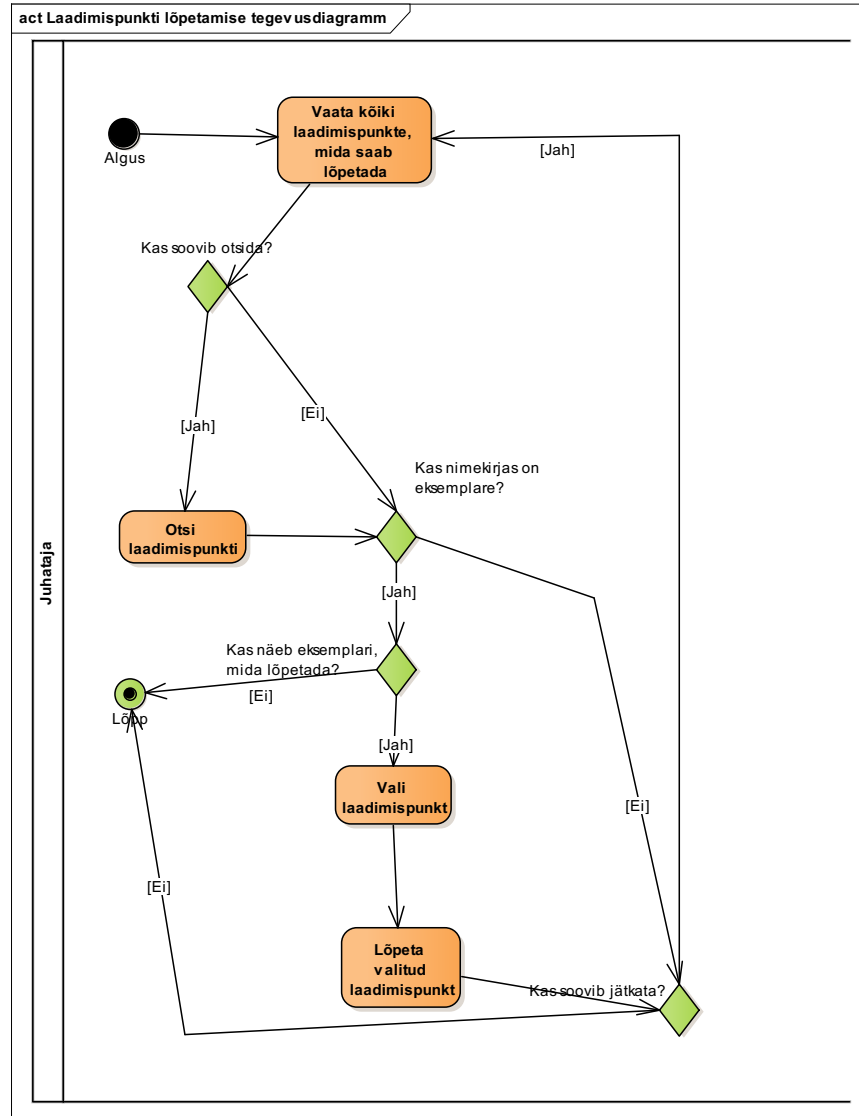 act Laadimispunkti lõpetamise tegevusdiagramm
Juhataja
Vaata kõiki
laadimispunkte,
mida saab
lõpetada
Algus
[Jah]
Kas soovib otsida?
[Ei]
[Jah]
Kas nimekirjas on
eksemplare?
Otsi
laadimispunkti
[Jah]
Kas näeb eksemplari,
mida lõpetada?
[Ei]
Lõpp
[Jah]
Vali
laadimispunkt
[Ei]
[Ei]
Lõpeta
valitud
laadimispunkt
Kas soovib jätkata?